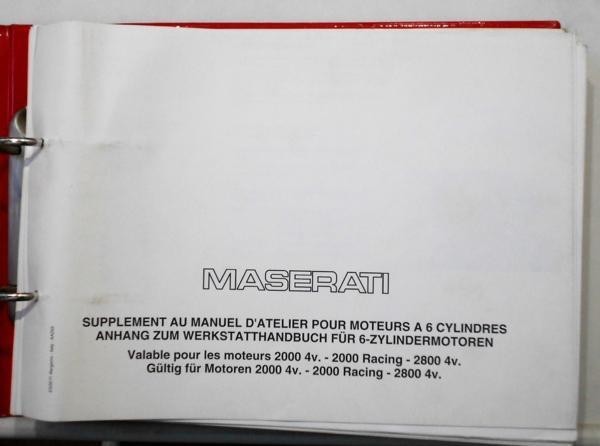 MASERATI
SUPPLEMENT AU MANUEL D'ATELIER POUR MOTEURS A 6 CYLINDRES
ANHANG ZUM WERKSTATTHANDBUCH FÜR 6-ZYLINDERMOTOREN
Valable pour les moteurs 2000 4v. - 2000 Racing - 2800 4v.
Gültig für Motoren 2000 4v. - 2000 Racing - 2800 4v.